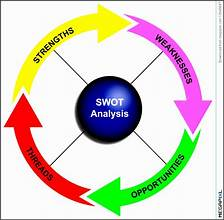 STRENGTHS
WEAKNESSES
SWOT
Analysis
THREADS
OPPORTUNITIES